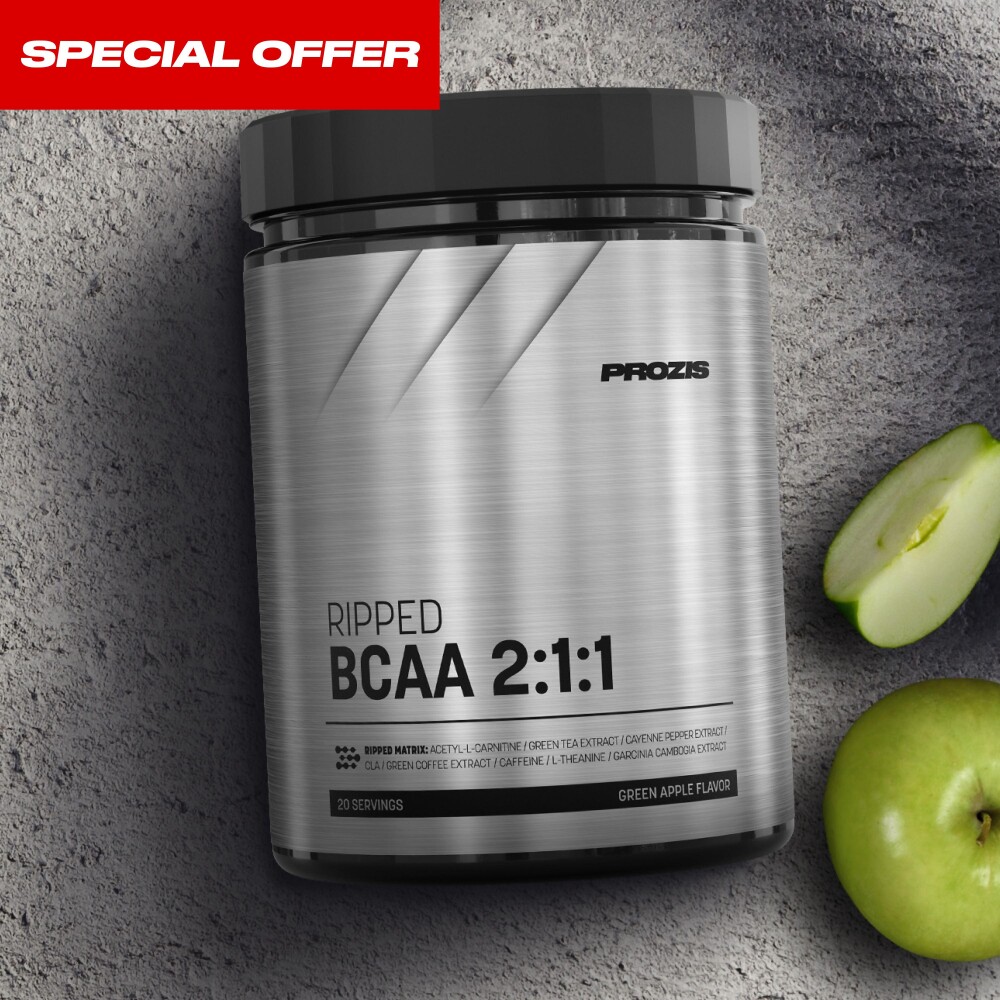 SPECIAL OFFER
PROZIS
RIPPED
BCAA 2:1:1
RIPPED MATRIX: ACETYL-L-CARNITINE / GREEN TEA EXTRACT / CAYENNE PEPPER EXTRACT /
CLA / GREEN COFFEE EXTRACT / CAFFEINE / L-THEANINE / GARCINIA CAMBOGIA EXTRACT
20 SERVINGS
GREEN APPLE FLAVOR